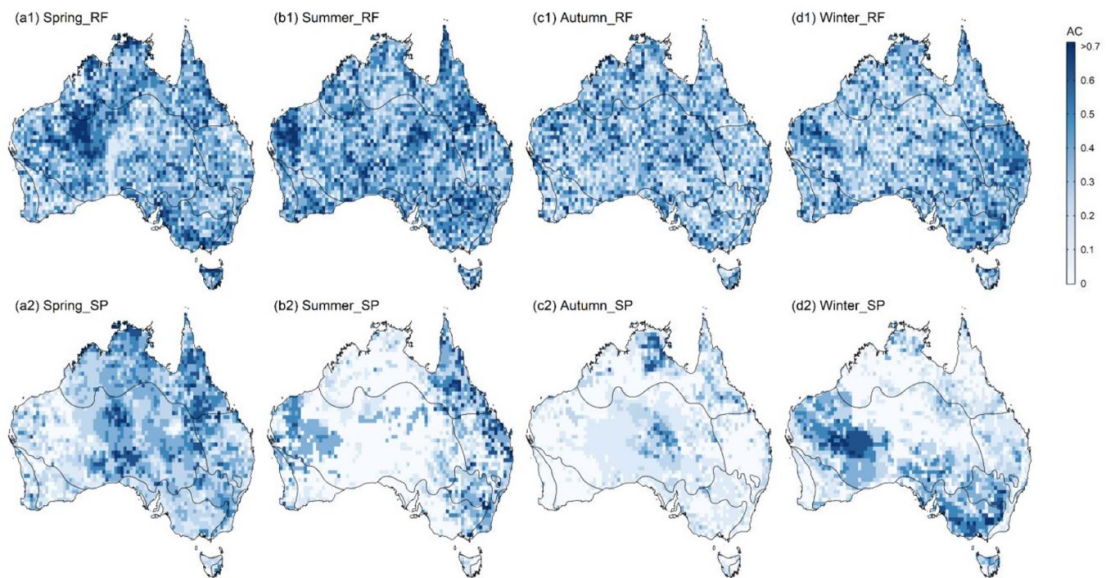 (a1) Spring_RF
(b1) Summer_RF
(c1) Autumn_RF
(d1) Winter_RF
AC
>0.7
0.6
0.5
0.4
0.3
0.2
0.1
0
(a2) Spring_SP
(b2) Summer_SP
(c2) Autumn_SP
(d2) Winter_SP